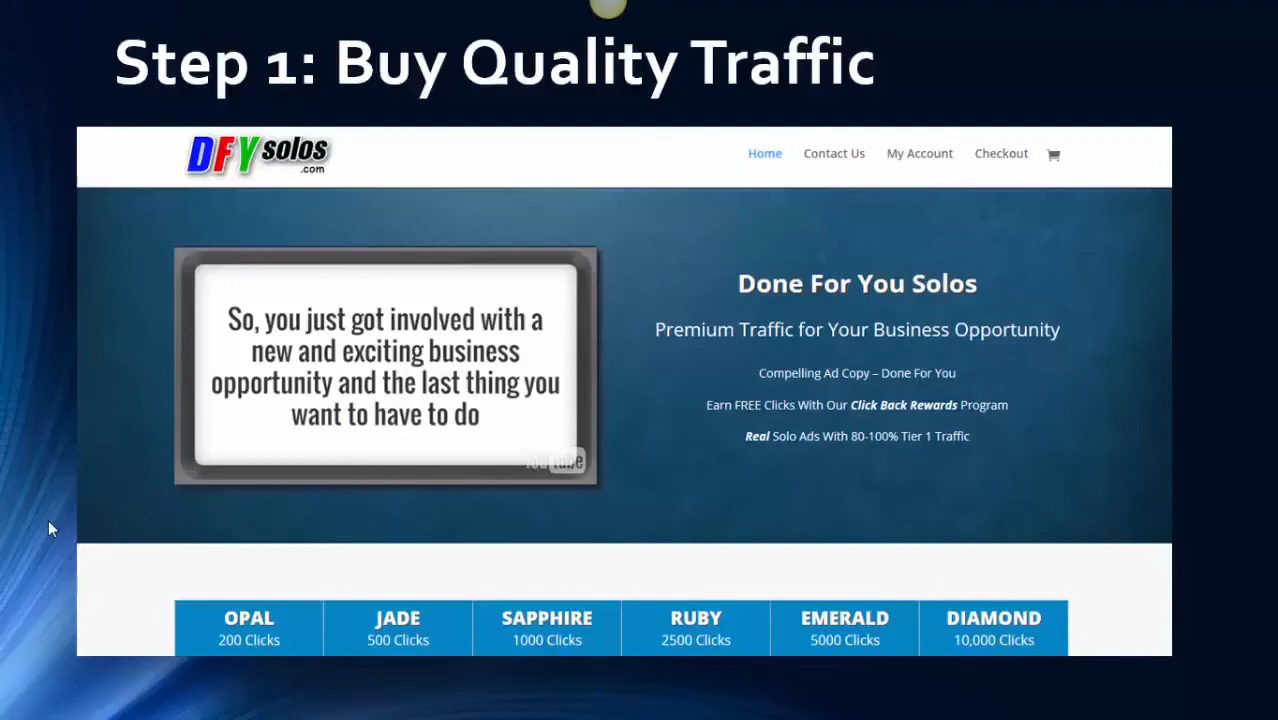 Step 1: Buy Quality Traffic
DFY solos
.com
Home Contact Us My Account Checkout
So, you just got involved with a
new and exciting business
opportunity and the last thing you
want to have to do
YouTube
Done For You Solos
Premium Traffic for Your Business Opportunity
Compelling Ad Copy – Done For You
Earn FREE Clicks With Our Click Back Rewards Program
Real Solo Ads With 80-100% Tier 1 Traffic
OPAL JADE SAPPHIRE RUBY EMERALD DIAMOND
200 Clicks 500 Clicks 1000 Clicks 2500 Clicks 5000 Clicks 10,000 Clicks